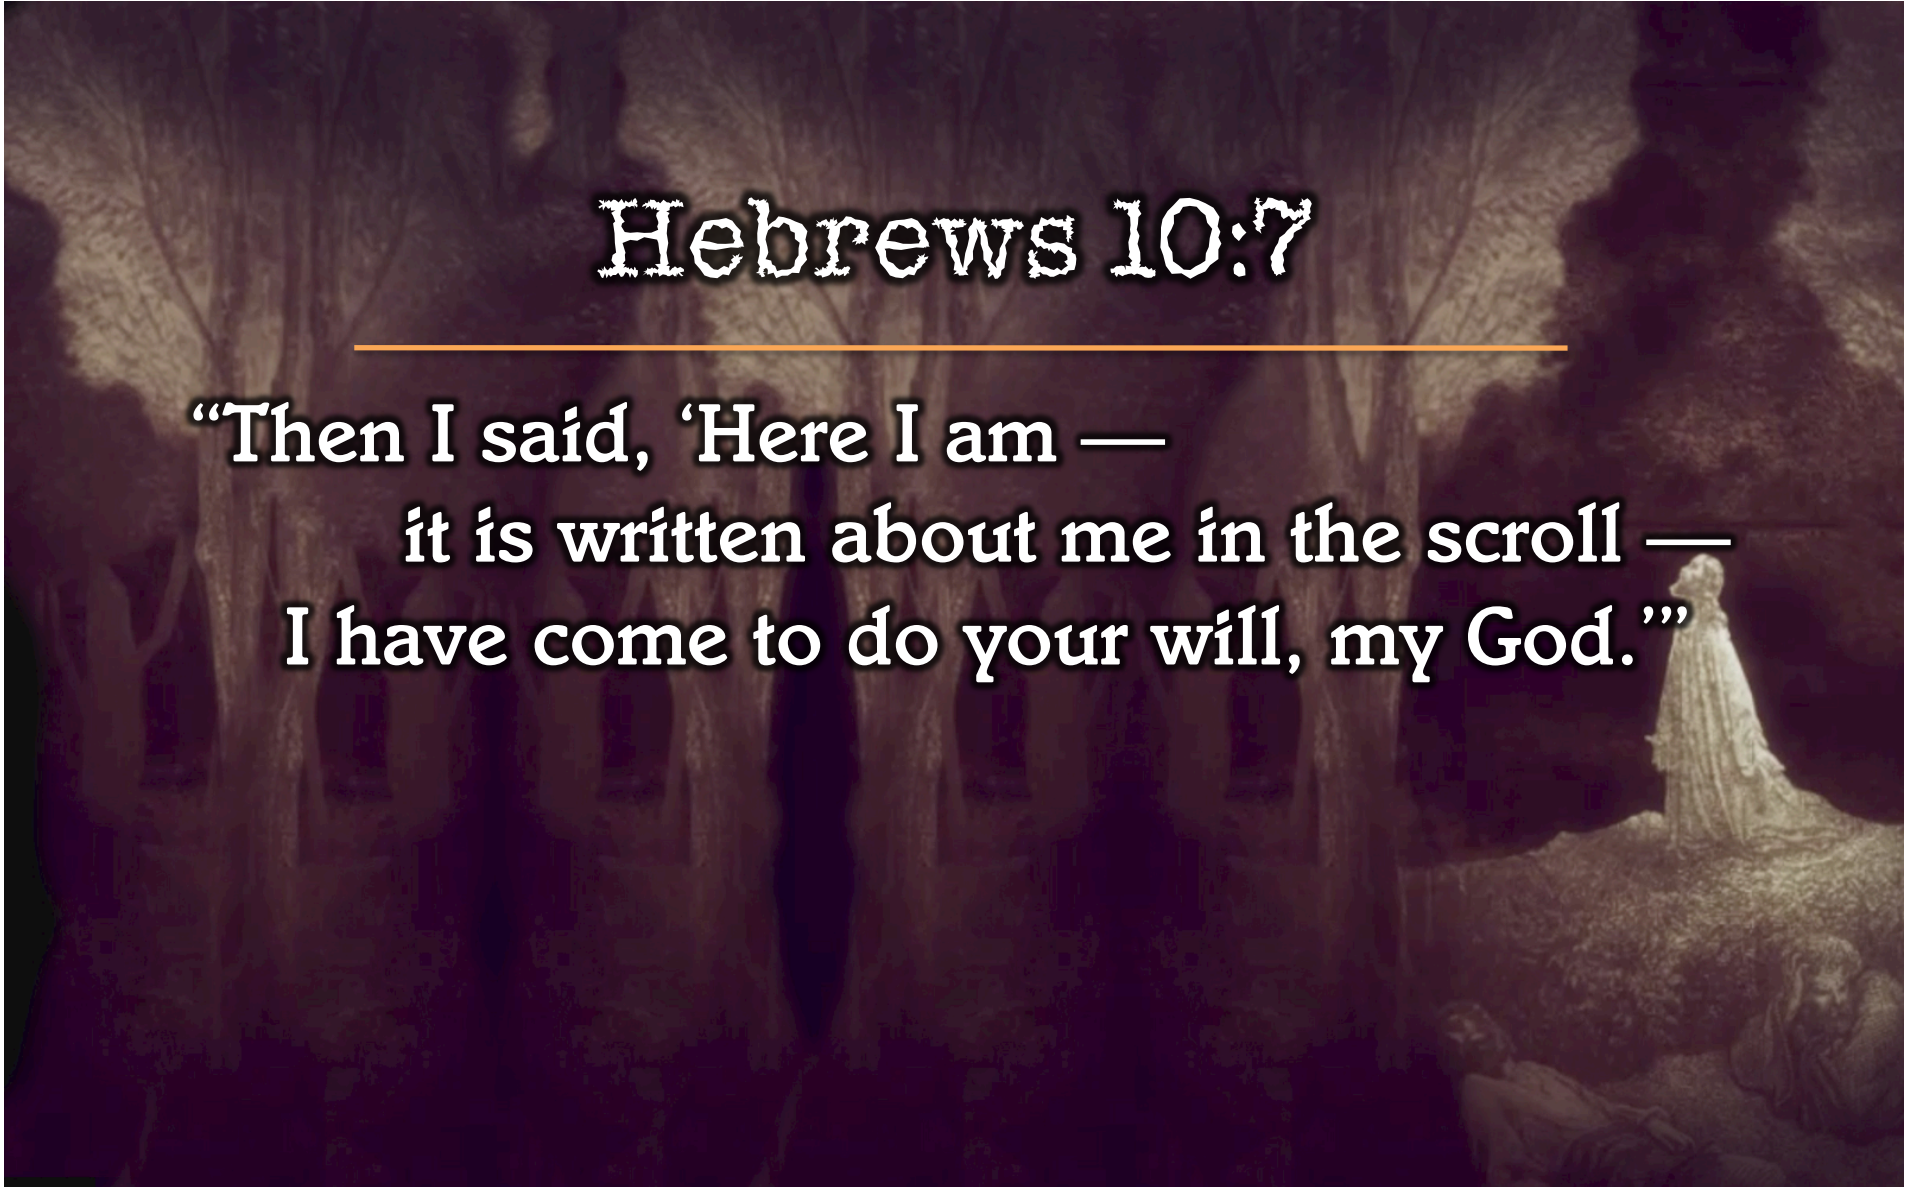 Hebrews 10:7
“Then I said, ‘Here I am —
it is written about me in the scroll —
I have come to do your will, my God.’”